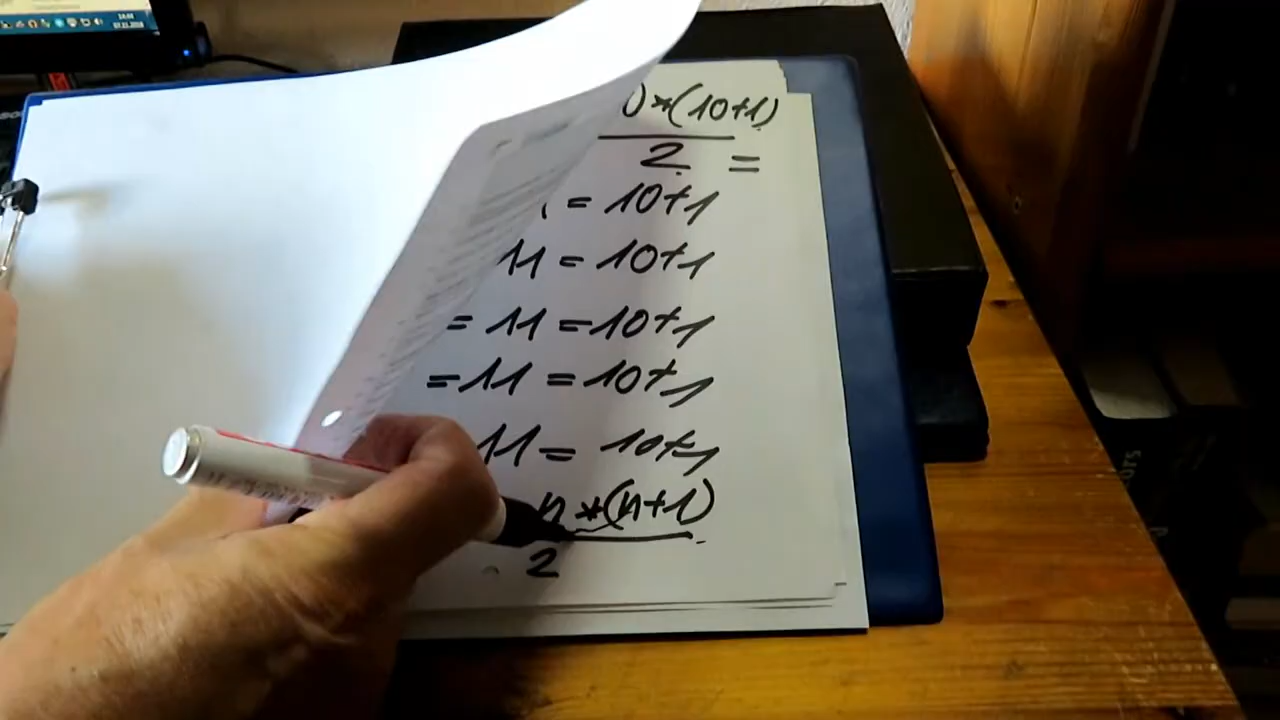 )*(10+1)
2 =
= 10+1
11 = 10+1
= 11 = 10+1
= 11 = 10+1
11 = 10+1
n*(n+1)
2